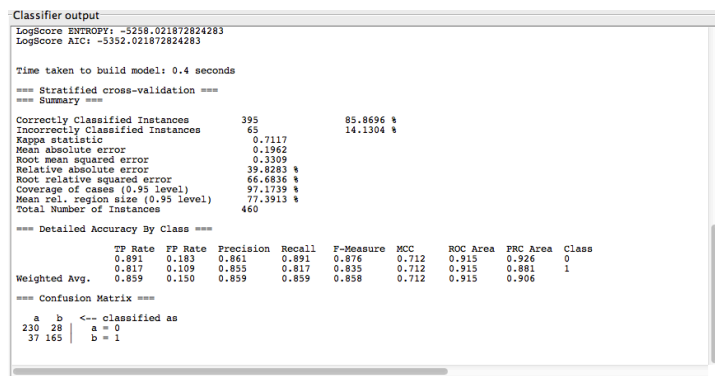 Classifier output
LogScore ENTROPY: -5258.021872824283
LogScore AIC: -5352.021872824283
Time taken to build model: 0.4 seconds
=== Stratified cross-validation ===
=== Summary ===
Correctly Classified Instances 395 85.8696 %
Incorrectly Classified Instances 65 14.1304 %
Kappa statistic 0.7117
Mean absolute error 0.1962
Root mean squared error 0.3309
Relative absolute error 39.8283 %
Root relative squared error 66.6836 %
Coverage of cases (0.95 level) 97.1739 %
Mean rel. region size (0.95 level) 77.3913 %
Total Number of Instances 460
=== Detailed Accuracy By Class ===
TP Rate FP Rate Precision Recall F-Measure MCC ROC Area PRC Area Class
0.891 0.183 0.861 0.891 0.876 0.712 0.915 0.926 0
0.817 0.109 0.855 0.817 0.835 0.712 0.915 0.881 1
Weighted Avg. 0.859 0.150 0.859 0.859 0.858 0.712 0.915 0.906
=== Confusion Matrix ===
a b <-- classified as
230 28 | a = 0
37 165 | b = 1